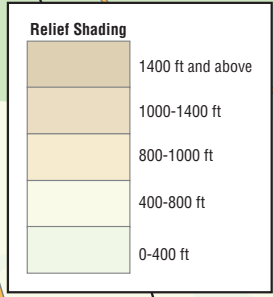 Relief Shading
1400 ft and above
1000-1400 ft
800-1000 ft
400-800 ft
0-400 ft